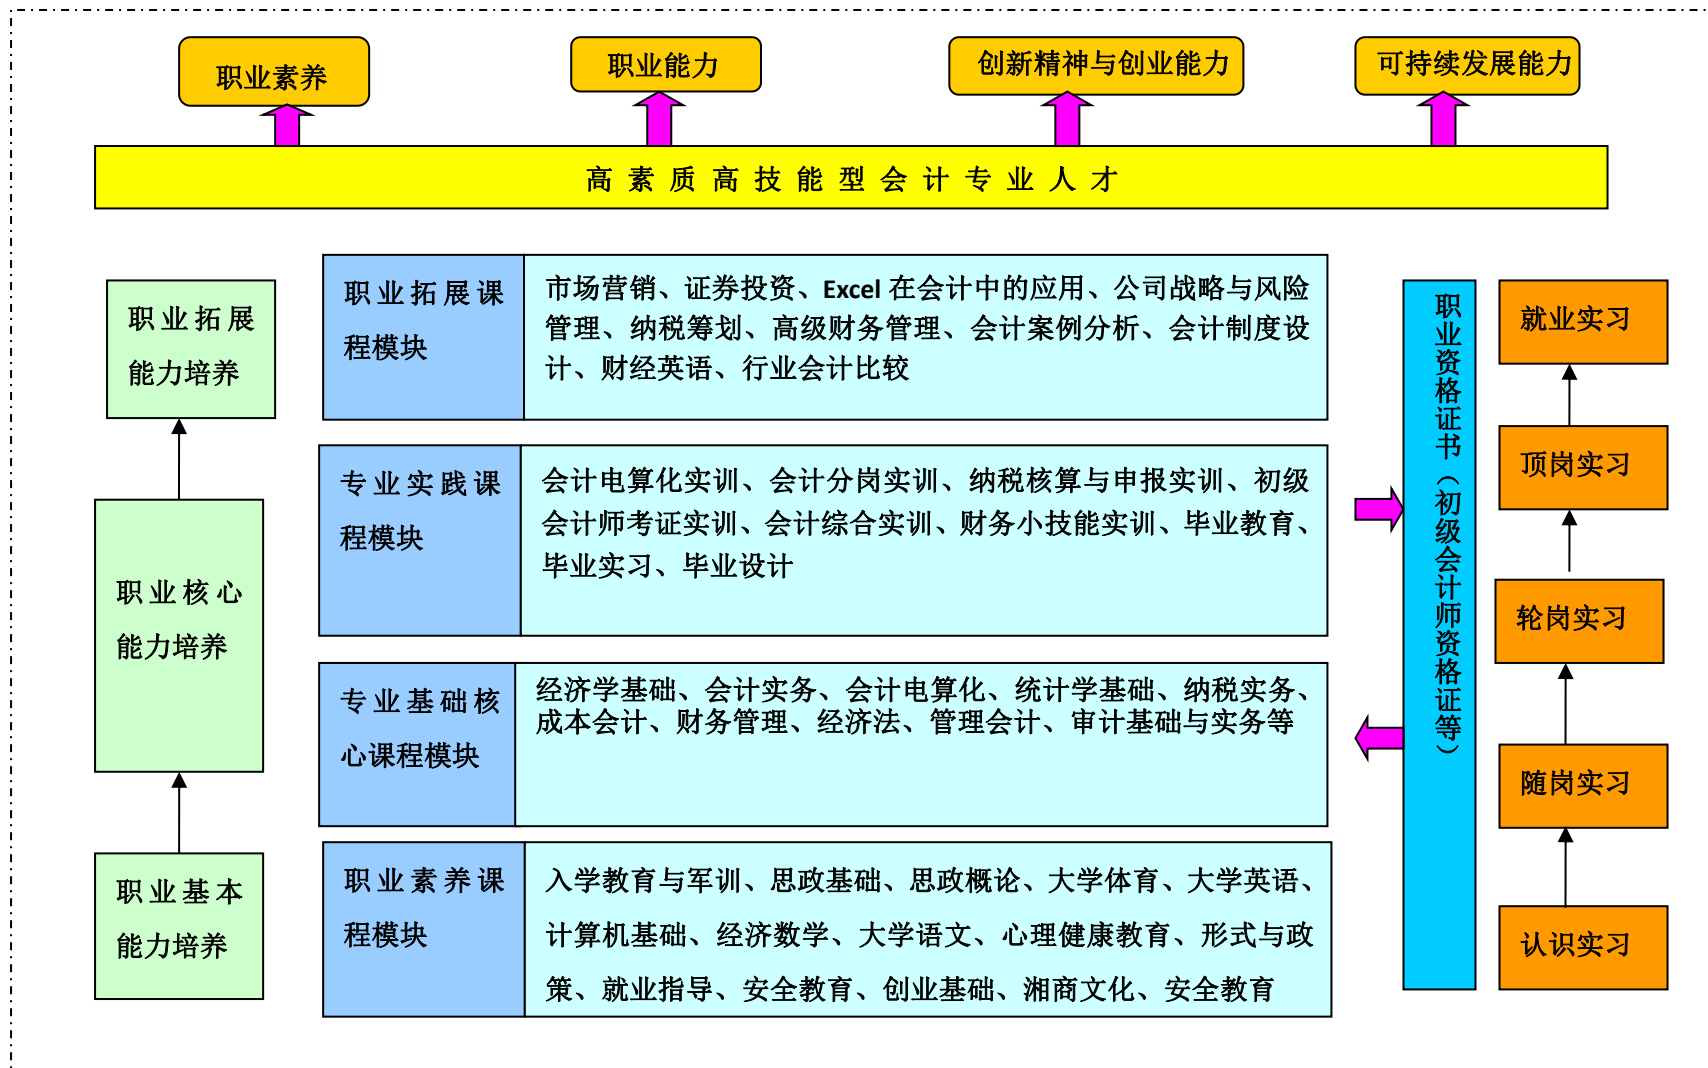 职业素养
职业能力
创新精神与创业能力
可持续发展能力
高素质高技能型会计专业人才
职业拓展
能力培养
职业核心
能力培养
职业基本
能力培养
职业拓展课
程模块
市场营销、证券投资、Excel 在会计中的应用、公司战略与风险
管理、纳税筹划、高级财务管理、会计案例分析、会计制度设
计、财经英语、行业会计比较
专业实践课
程模块
会计电算化实训、会计分岗实训、纳税核算与申报实训、初级
会计师考证实训、会计综合实训、财务小技能实训、毕业教育、
毕业实习、毕业设计
专业基础核
心课程模块
经济学基础、会计实务、会计电算化、统计学基础、纳税实务、
成本会计、财务管理、经济法、管理会计、审计基础与实务等
职业素养课
程模块
入学教育与军训、思政基础、思政概论、大学体育、大学英语、
计算机基础、经济数学、大学语文、心理健康教育、形式与政
策、就业指导、安全教育、创业基础、湘商文化、安全教育
职业资格证书（初级会计师资格证等）
就业实习
顶岗实习
轮岗实习
随岗实习
认识实习